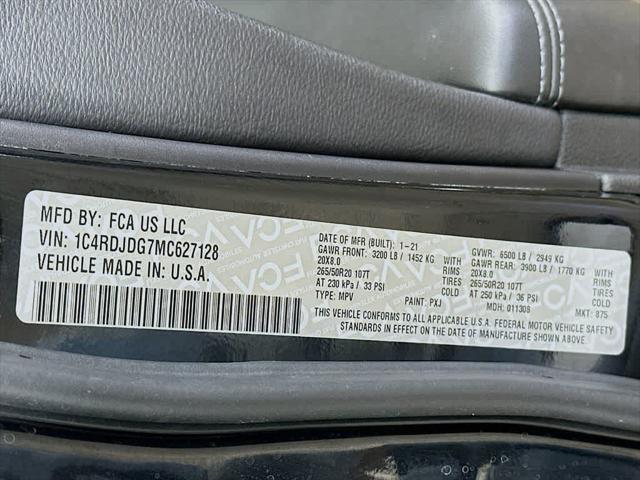 MFD BY: FCA US LLC
VIN: 1C4RDJDG7MC627128
VEHICLE MADE IN: U.S.A.
DATE OF MFR (BUILT): 1-21
GAWR FRONT: 3200 LB / 1452 KG WITH
20X8.0 RIMS
265/50R20 107T TIRES
AT 230 kPa / 33 PSI COLD
TYPE: MPV PAINT: PXJ
GVWR: 6500 LB / 2949 KG
GAWR REAR: 3900 LB / 1770 KG WITH
20X8.0 RIMS
265/50R20 107T TIRES
AT 250 kPa / 36 PSI COLD
MDH: 011308 MKT: 875
THIS VEHICLE CONFORMS TO ALL APPLICABLE U.S.A. FEDERAL MOTOR VEHICLE SAFETY
STANDARDS IN EFFECT ON THE DATE OF MANUFACTURE SHOWN ABOVE.